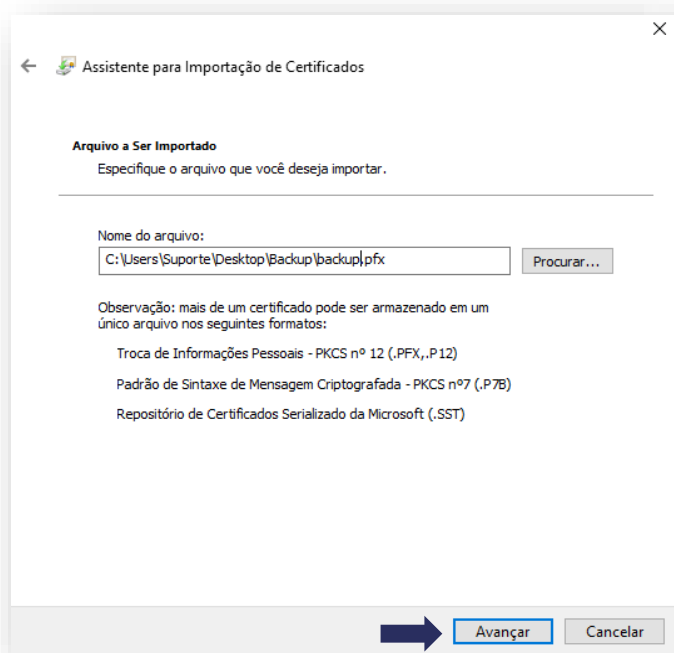 Assistente para Importação de Certificados
Arquivo a Ser Importado
Especifique o arquivo que você deseja importar.
Nome do arquivo:
C:\Users\Suporte\Desktop\Backup\backup.pfx
Procurar...
Observação: mais de um certificado pode ser armazenado em um
único arquivo nos seguintes formatos:
Troca de Informações Pessoais - PKCS nº 12 (.PFX,.P12)
Padrão de Sintaxe de Mensagem Criptografada - PKCS nº7 (.P7B)
Repositório de Certificados Serializado da Microsoft (.SST)
Avançar
Cancelar